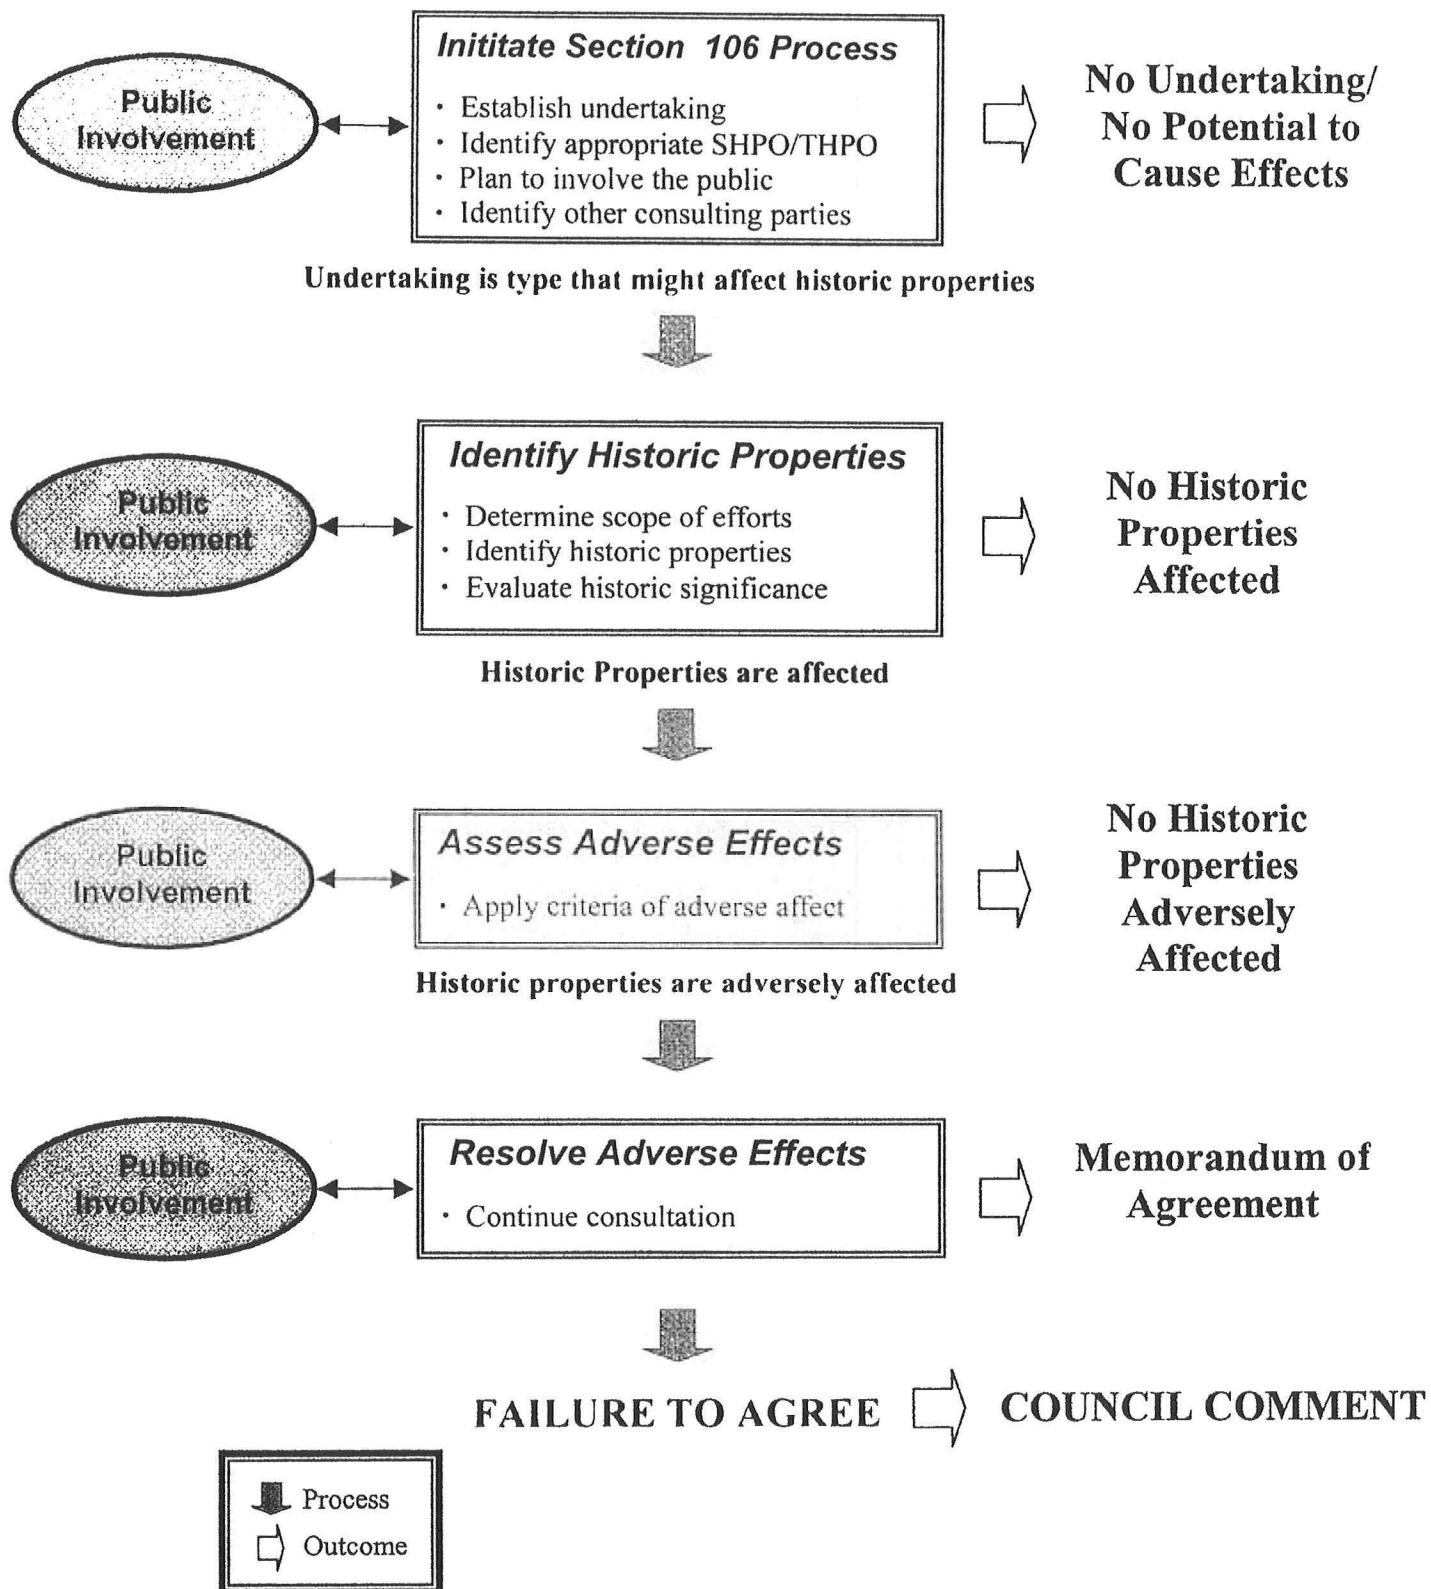 Inititate Section 106 Process
Public
Involvement
· Establish undertaking
· Identify appropriate SHPO/THPO
· Plan to involve the public
· Identify other consulting parties
No Undertaking/
No Potential to
Cause Effects
Undertaking is type that might affect historic properties
Identify Historic Properties
Public
Involvement
· Determine scope of efforts
· Identify historic properties
· Evaluate historic significance
No Historic
Properties
Affected
Historic Properties are affected
Assess Adverse Effects
Public
Involvement
· Apply criteria of adverse affect
No Historic
Properties
Adversely
Affected
Historic properties are adversely affected
Resolve Adverse Effects
Public
Involvement
· Continue consultation
Memorandum of
Agreement
FAILURE TO AGREE
COUNCIL COMMENT
Process
Outcome